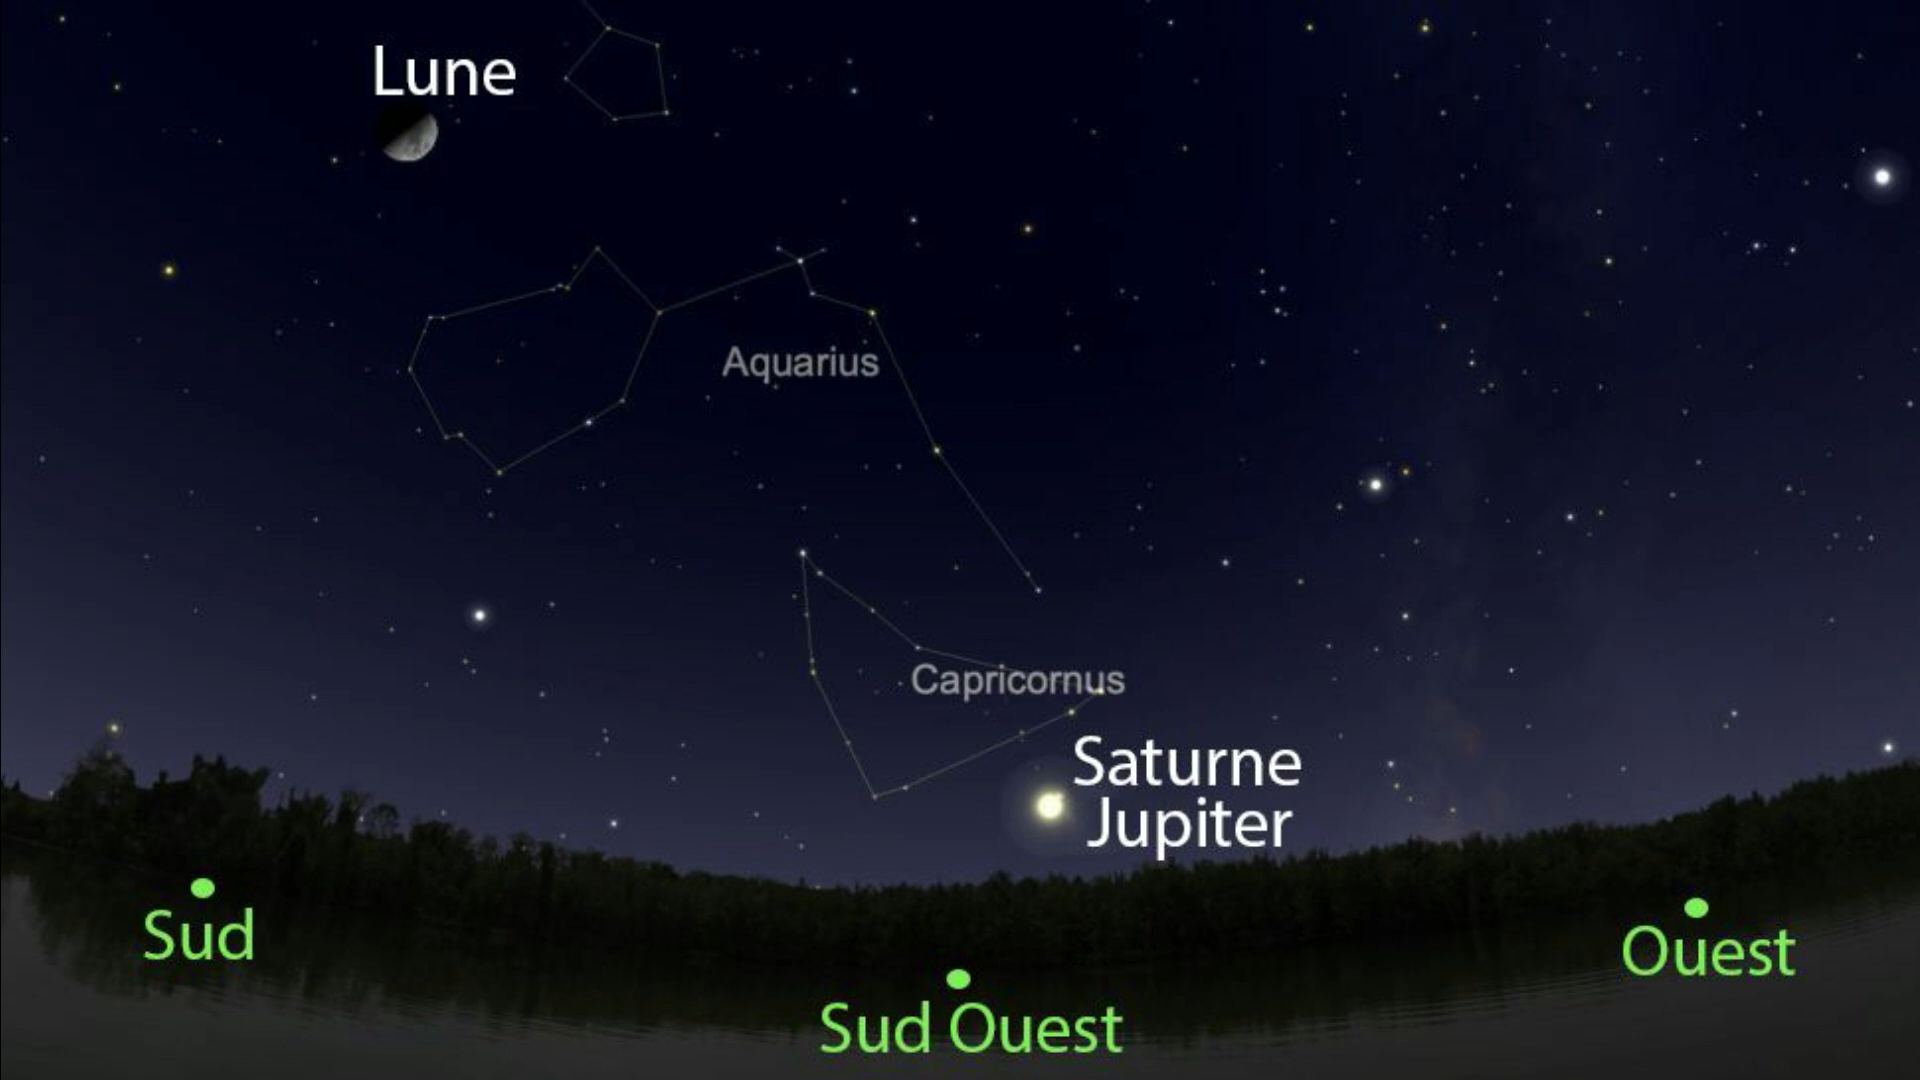 Lune
Aquarius
Capricornus
Saturne
Jupiter
Sud
Sud Ouest
Ouest